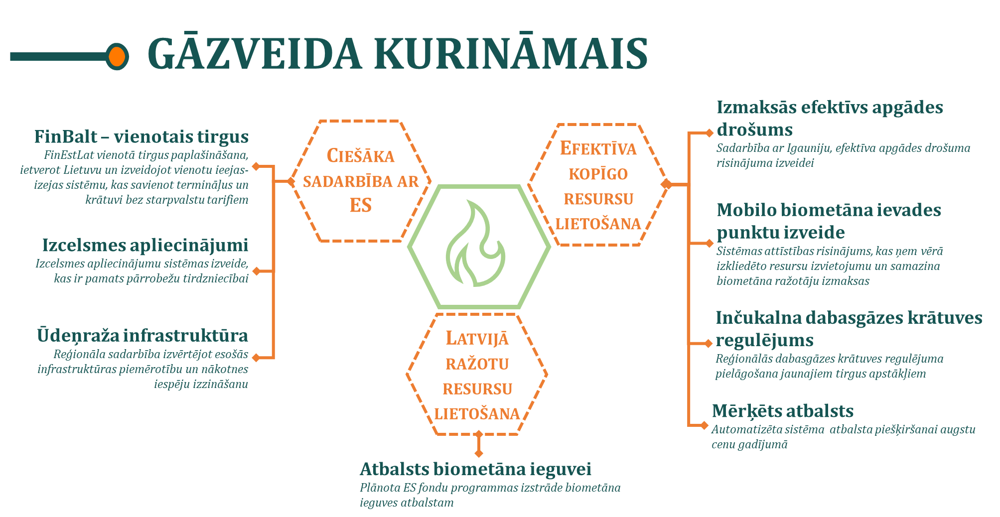 GĀZVEIDA KURINĀMAIS
FinBalt – vienotais tirgus
FinEstLat vienotā tirgus paplašināšana,
ietverot Lietuvu un izveidojot vienotu ieejas-
izejas sistēmu, kas savienot termināļus un
krātuvi bez starpvalstu tarifiem
Izcelsmes apliecinājumi
Izcelsmes apliecinājumu sistēmas izveide,
kas ir pamats pārrobežu tirdzniecībai
Ūdeņraža infrastruktūra
Reģionāla sadarbība izvērtējot esošās
infrastruktūras piemērotību un nākotnes
iespēju izzināšanu
CIEŠĀKA
SADARBĪBA AR
ES
EFEKTĪVA
KOPĪGO
RESURSU
LIETOŠANA
LATVIJĀ
RAŽOTU
RESURSU
LIETOŠANA
Atbalsts biometāna ieguvei
Plānota ES fondu programmas izstrāde biometāna
ieguves atbalstam
Izmaksās efektīvs apgādes
drošums
Sadarbība ar Igauniju, efektīva apgādes drošuma
risinājuma izveidei
Mobilo biometāna ievades
punktu izveide
Sistēmas attīstības risinājums, kas ņem vērā
izkliedēto resursu izvietojumu un samazina
biometāna ražotāju izmaksas
Inčukalna dabasgāzes krātuves
regulējums
Reģionālās dabasgāzes krātuves regulējuma
pielāgošana jaunajiem tirgus apstākļiem
Mērķēts atbalsts
Automatizēta sistēma atbalsta piešķiršanai augstu
cenu gadījumā